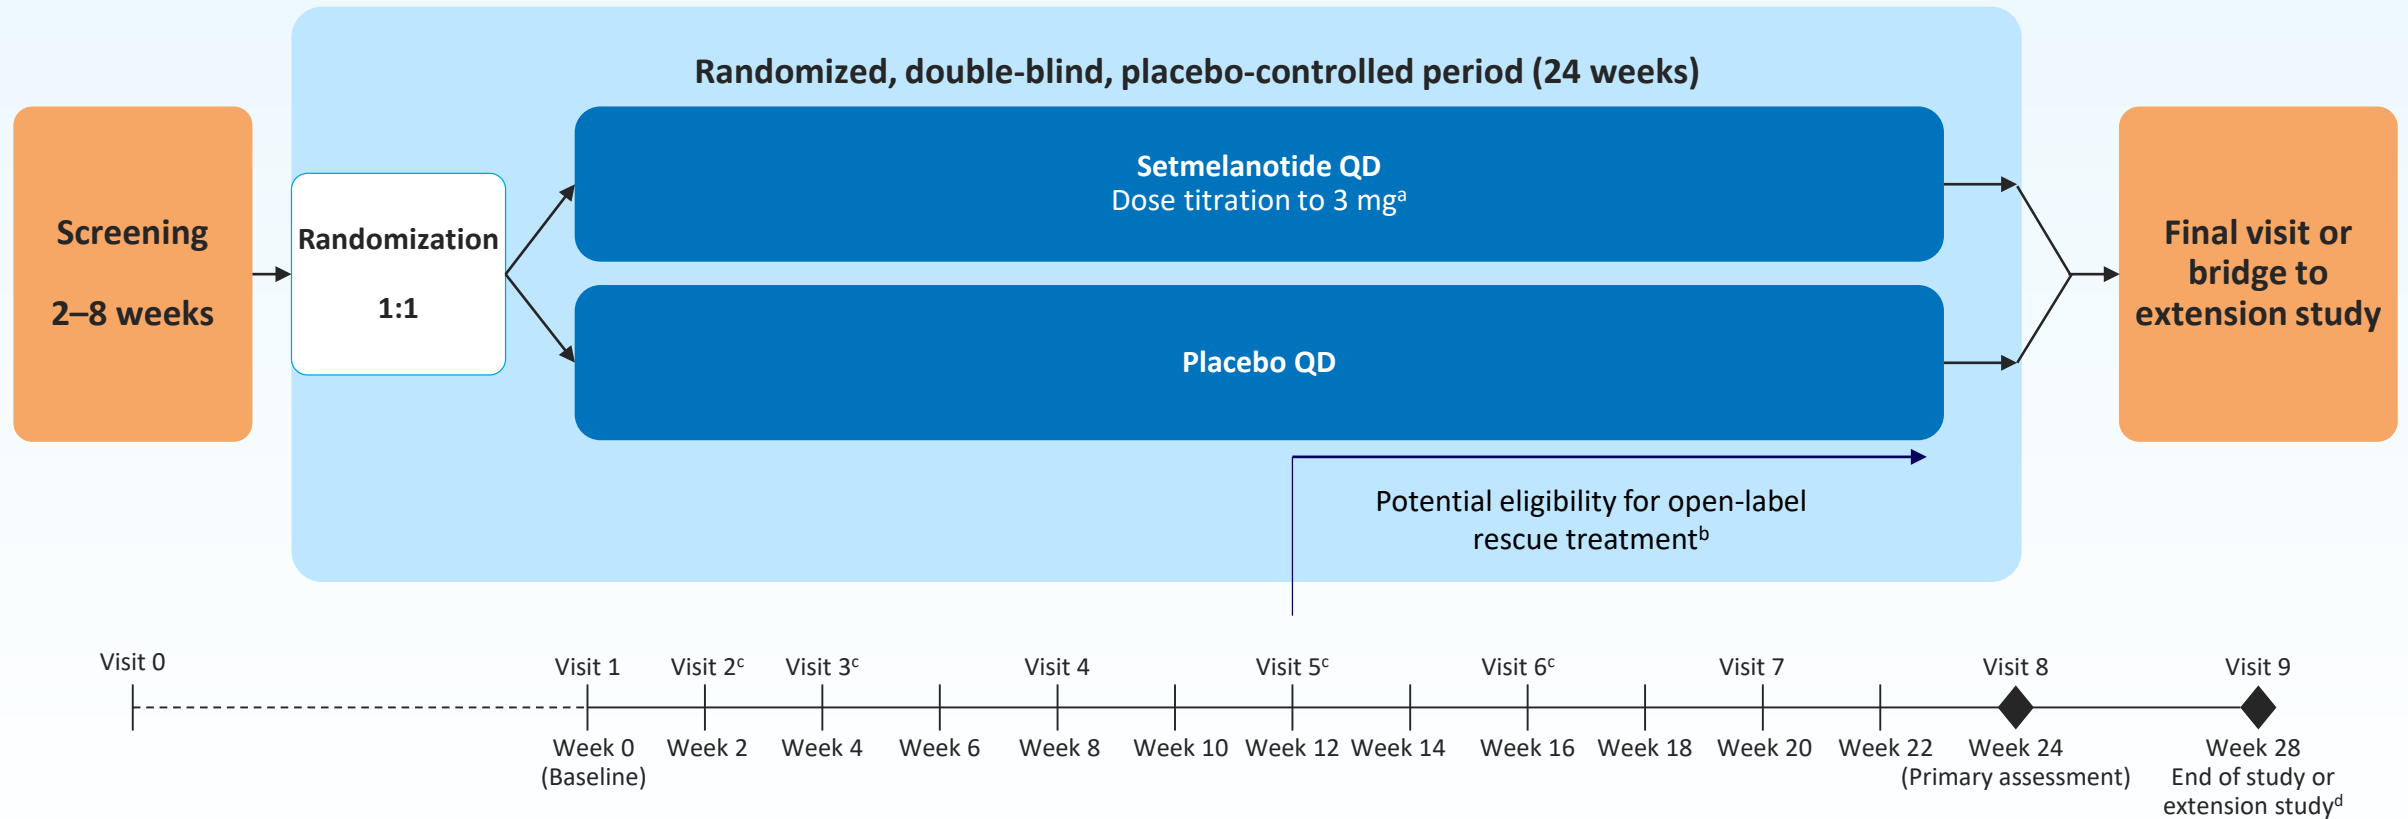 Randomized, double-blind, placebo-controlled period (24 weeks)
Screening
2–8 weeks
Randomization
1:1
Setmelanotide QD
Dose titration to 3 mgᵃ
Placebo QD
Final visit or
bridge to
extension study
Potential eligibility for open-label
rescue treatmentᵇ
Visit 0
Visit 1
Visit 2ᶜ
Visit 3ᶜ
Visit 4
Visit 5ᶜ
Visit 6ᶜ
Visit 7
Visit 8
Visit 9
Week 0
(Baseline)
Week 2
Week 4
Week 6
Week 8
Week 10
Week 12
Week 14
Week 16
Week 18
Week 20
Week 22
Week 24
(Primary assessment)
Week 28
End of study or
extension studyᵈ